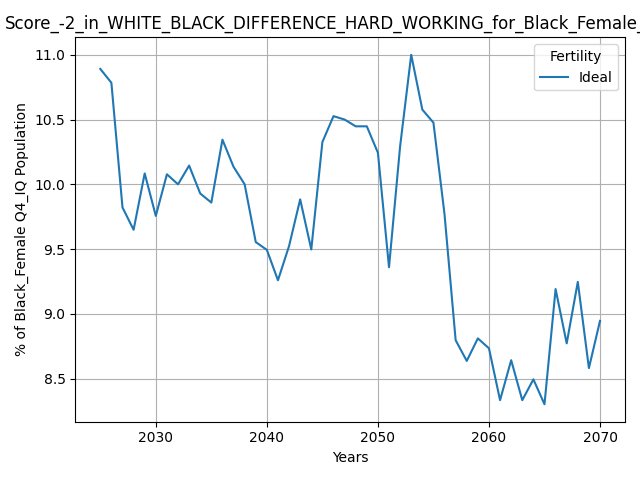 Score_-2_in_WHITE_BLACK_DIFFERENCE_HARD_WORKING_for_Black_Female_
Fertility
Ideal
11.0
10.5
10.0
9.5
9.0
8.5
% of Black_Female Q4_IQ Population
2030 2040 2050 2060 2070
Years